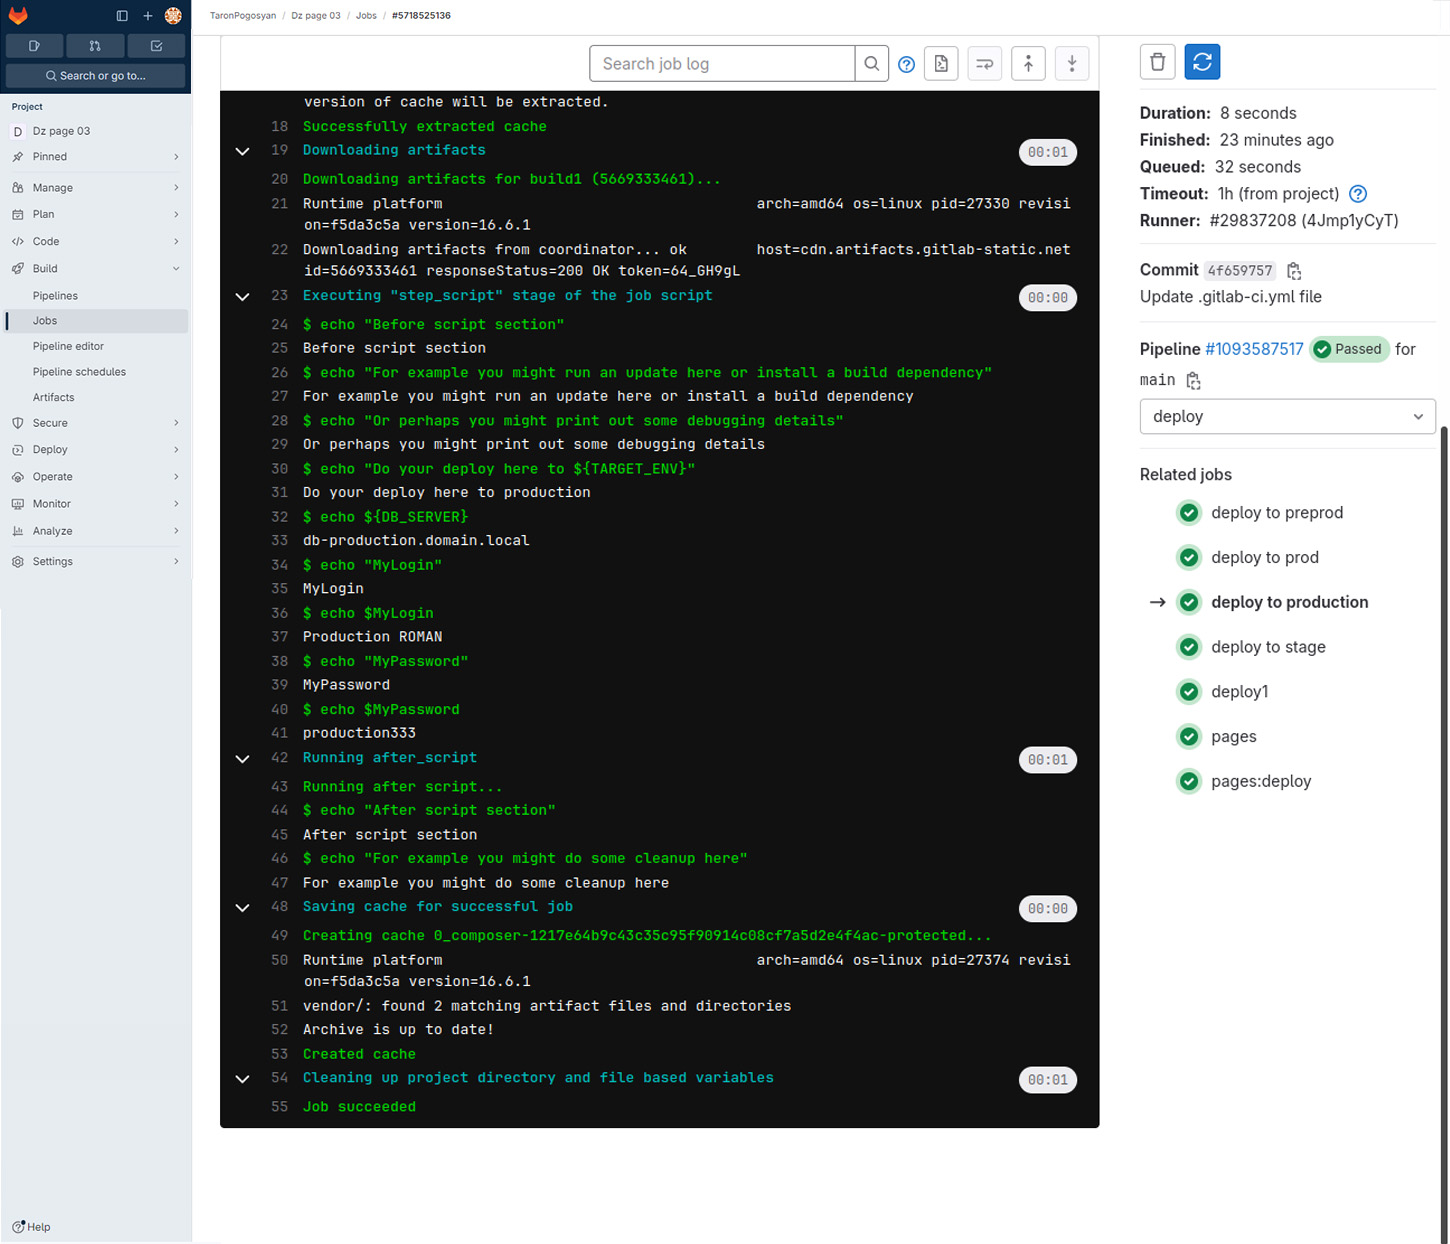 TaronPogosyan / Dz page 03 / Jobs / #5718525136
Search or go to...
Project
D Dz page 03
Pinned
Manage
Plan
Code
Build
Pipelines
Jobs
Pipeline editor
Pipeline schedules
Artifacts
Secure
Deploy
Operate
Monitor
Analyze
Settings
Help
Search job log
version of cache will be extracted.
18 Successfully extracted cache
19 Downloading artifacts 00:01
20 Downloading artifacts for build1 (5669333461)...
21 Runtime platform arch=amd64 os=linux pid=27330 revisi
on=f5da3c5a version=16.6.1
22 Downloading artifacts from coordinator... ok host=cdn.artifacts.gitlab-static.net
id=5669333461 responseStatus=200 OK token=64_GH9gL
23 Executing "step_script" stage of the job script 00:00
24 $ echo "Before script section"
25 Before script section
26 $ echo "For example you might run an update here or install a build dependency"
27 For example you might run an update here or install a build dependency
28 $ echo "Or perhaps you might print out some debugging details"
29 Or perhaps you might print out some debugging details
30 $ echo "Do your deploy here to ${TARGET_ENV}"
31 Do your deploy here to production
32 $ echo ${DB_SERVER}
33 db-production.domain.local
34 $ echo "MyLogin"
35 MyLogin
36 $ echo $MyLogin
37 Production ROMAN
38 $ echo "MyPassword"
39 MyPassword
40 $ echo $MyPassword
41 production333
42 Running after_script 00:01
43 Running after script...
44 $ echo "After script section"
45 After script section
46 $ echo "For example you might do some cleanup here"
47 For example you might do some cleanup here
48 Saving cache for successful job 00:00
49 Creating cache 0_composer-1217e64b9c43c35c95f90914c08cf7a5d2e4f4ac-protected...
50 Runtime platform arch=amd64 os=linux pid=27374 revisi
on=f5da3c5a version=16.6.1
51 vendor/: found 2 matching artifact files and directories
52 Archive is up to date!
53 Created cache
54 Cleaning up project directory and file based variables 00:01
55 Job succeeded
Duration: 8 seconds
Finished: 23 minutes ago
Queued: 32 seconds
Timeout: 1h (from project)
Runner: #29837208 (4Jmp1yCyT)
Commit 4f659757
Update .gitlab-ci.yml file
Pipeline #1093587517 Passed for
main
deploy
Related jobs
deploy to preprod
deploy to prod
→ deploy to production
deploy to stage
deploy1
pages
pages:deploy